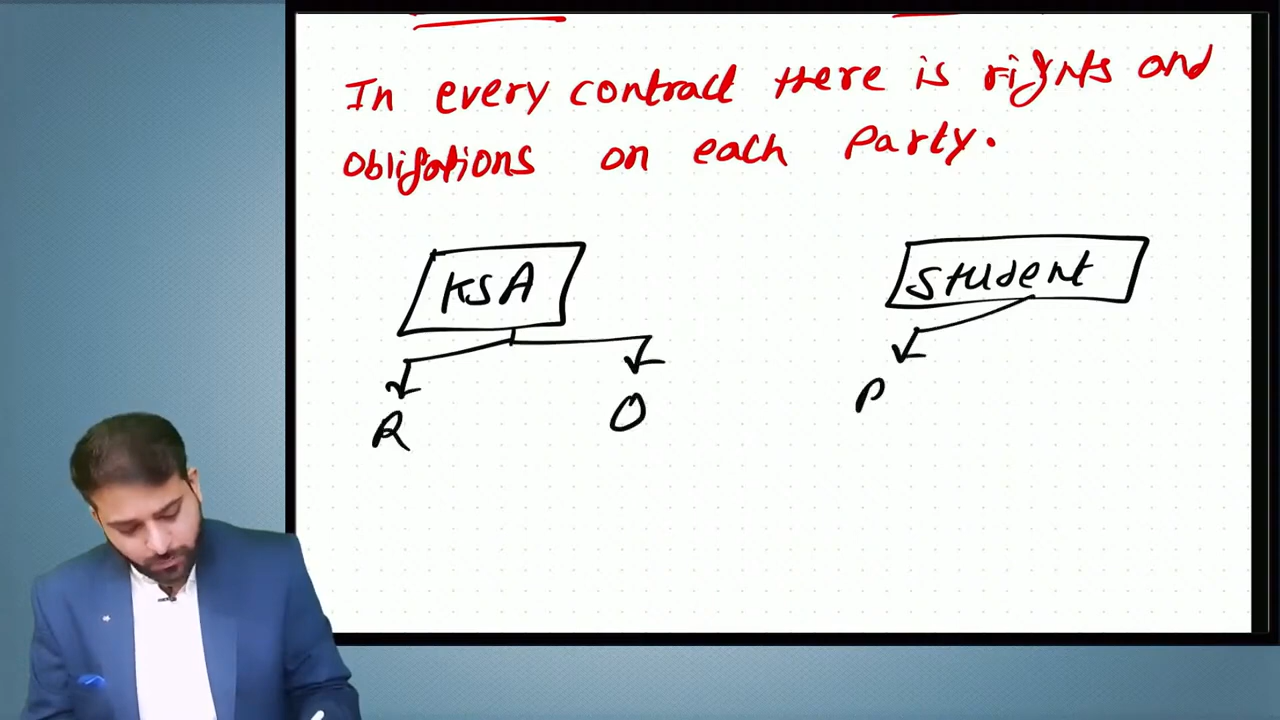 In every contract there is rights and
obligations on each Party.
KSA
Student
R
O